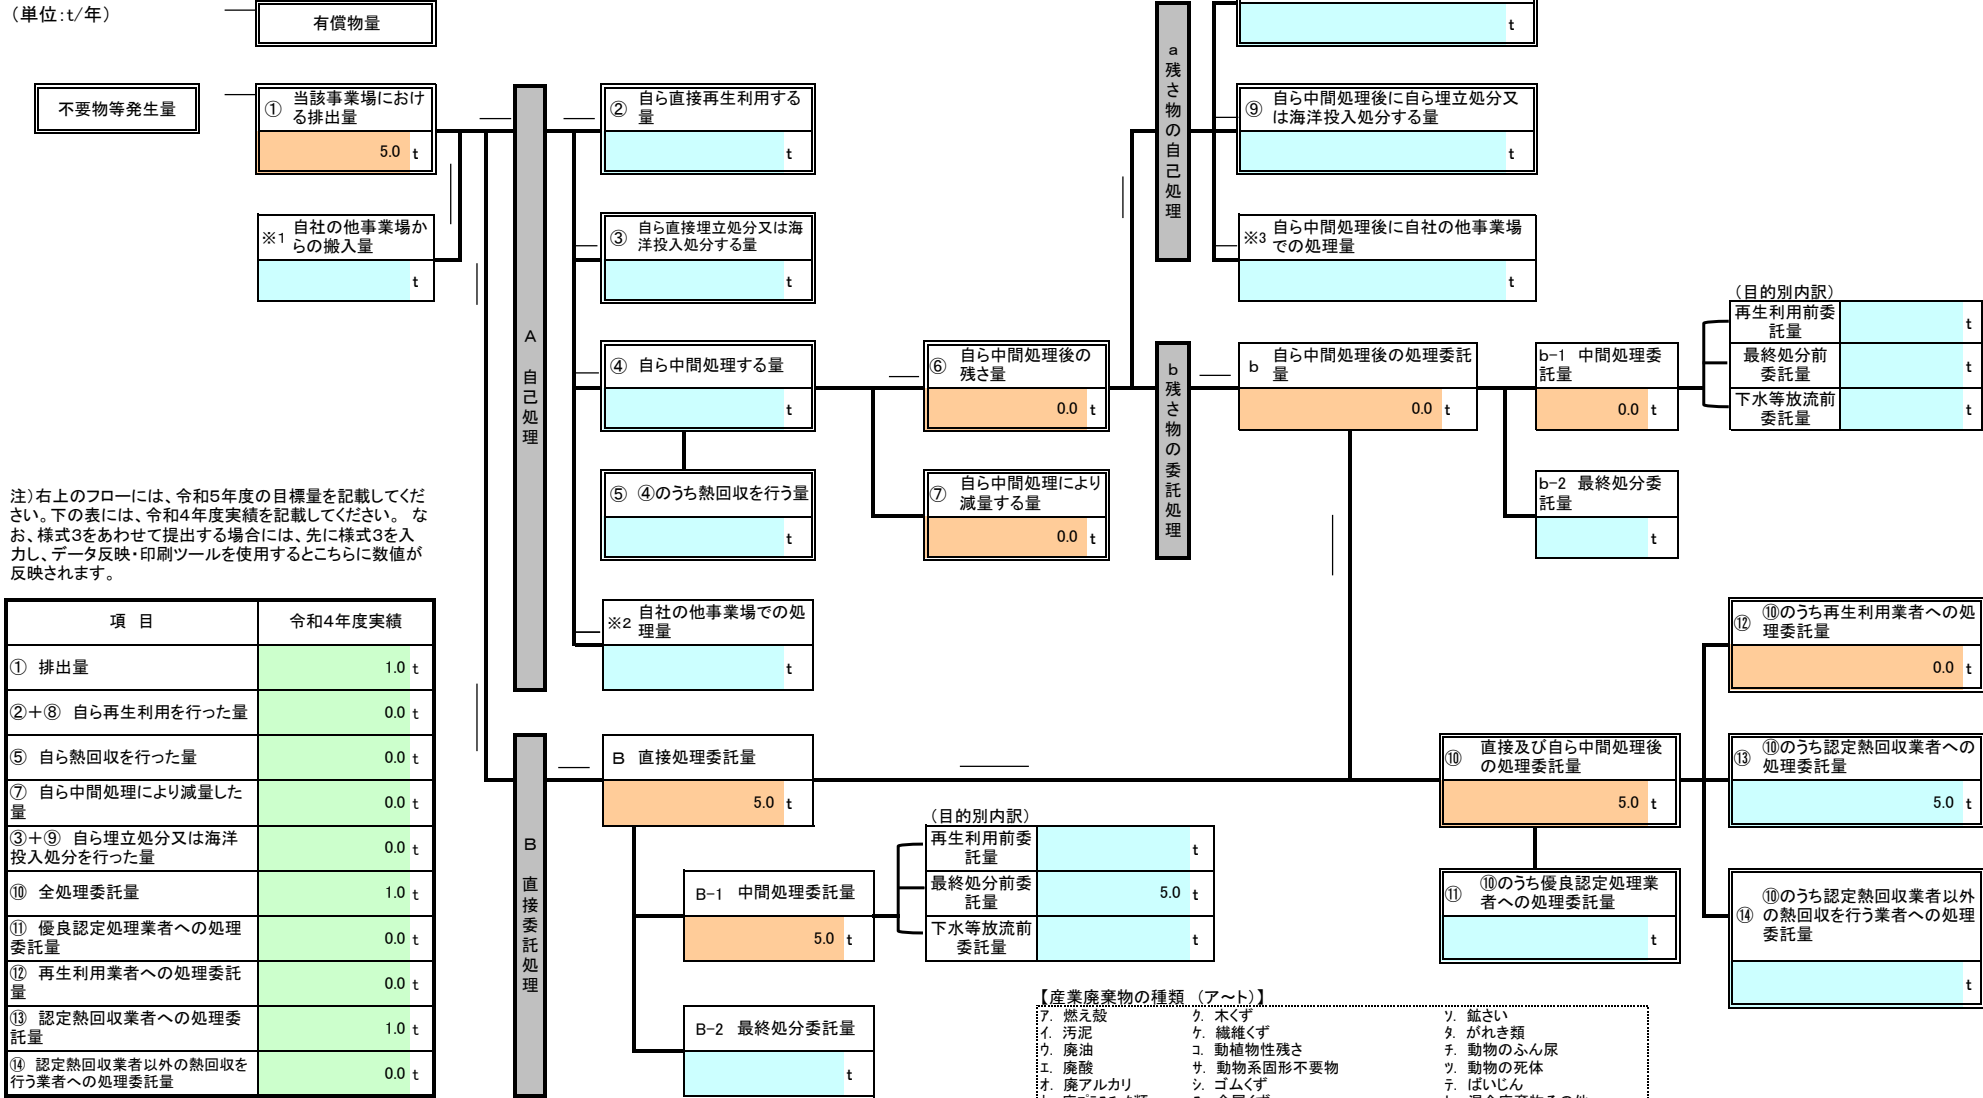 （単位：t/年）
有償物量
不要物等発生量
① 当該事業場におけ
る排出量
5.0 t
※1 自社の他事業場か
らの搬入量
t
A 自己処理
② 自ら直接再生利用する
量
t
③ 自ら直接埋立処分又は海
洋投入処分する量
t
④ 自ら中間処理する量
t
⑤ ④のうち熱回収を行う量
t
※2 自社の他事業場での処
理量
t
⑥ 自ら中間処理後の
残さ量
0.0 t
⑦ 自ら中間処理により
減量する量
0.0 t
a 残さ物の自己処理
t
⑨ 自ら中間処理後に自ら埋立処分又
は海洋投入処分する量
t
※3 自ら中間処理後に自社の他事業場
での処理量
t
b 残さ物の委託処理
b 自ら中間処理後の処理委託
量
0.0 t
b-1 中間処理委
託量
0.0 t
b-2 最終処分委
託量
t
（目的別内訳）
再生利用前委
託量
t
最終処分前
委託量
t
下水等放流前
委託量
t
注）右上のフローには、令和5年度の目標量を記載してくだ
さい。下の表には、令和4年度実績を記載してください。 な
お、様式3をあわせて提出する場合には、先に様式3を入
力し、データ反映・印刷ツールを使用するとこちらに数値が
反映されます。
項 目 令和4年度実績
① 排出量 1.0 t
②＋⑧ 自ら再生利用を行った量 0.0 t
⑤ 自ら熱回収を行った量 0.0 t
⑦ 自ら中間処理により減量した
量 0.0 t
③＋⑨ 自ら埋立処分又は海洋
投入処分を行った量 0.0 t
⑩ 全処理委託量 1.0 t
⑪ 優良認定処理業者への処理
委託量 0.0 t
⑫ 再生利用業者への処理委託
量 0.0 t
⑬ 認定熱回収業者への処理委
託量 1.0 t
⑭ 認定熱回収業者以外の熱回収を
行う業者への処理委託量 0.0 t
B 直接委託処理
B 直接処理委託量
5.0 t
B-1 中間処理委託量
5.0 t
B-2 最終処分委託量
t
（目的別内訳）
再生利用前委
託量
t
最終処分前委
託量
5.0 t
下水等放流前
委託量
t
⑩ 直接及び自ら中間処理後
の処理委託量
5.0 t
⑪ ⑩のうち優良認定処理業
者への処理委託量
t
⑫ ⑩のうち再生利用業者への処
理委託量
0.0 t
⑬ ⑩のうち認定熱回収業者への
処理委託量
5.0 t
⑭ ⑩のうち認定熱回収業者以外
の熱回収を行う業者への処理
委託量
t
【産業廃棄物の種類 （ア～ト）】
ア. 燃え殻 ク. 木くず ソ. 鉱さい
イ. 汚泥 ケ. 繊維くず タ. がれき類
ウ. 廃油 コ. 動植物性残さ チ. 動物のふん尿
エ. 廃酸 サ. 動物系固形不要物 ツ. 動物の死体
オ. 廃アルカリ シ. ゴムくず テ. ばいじん